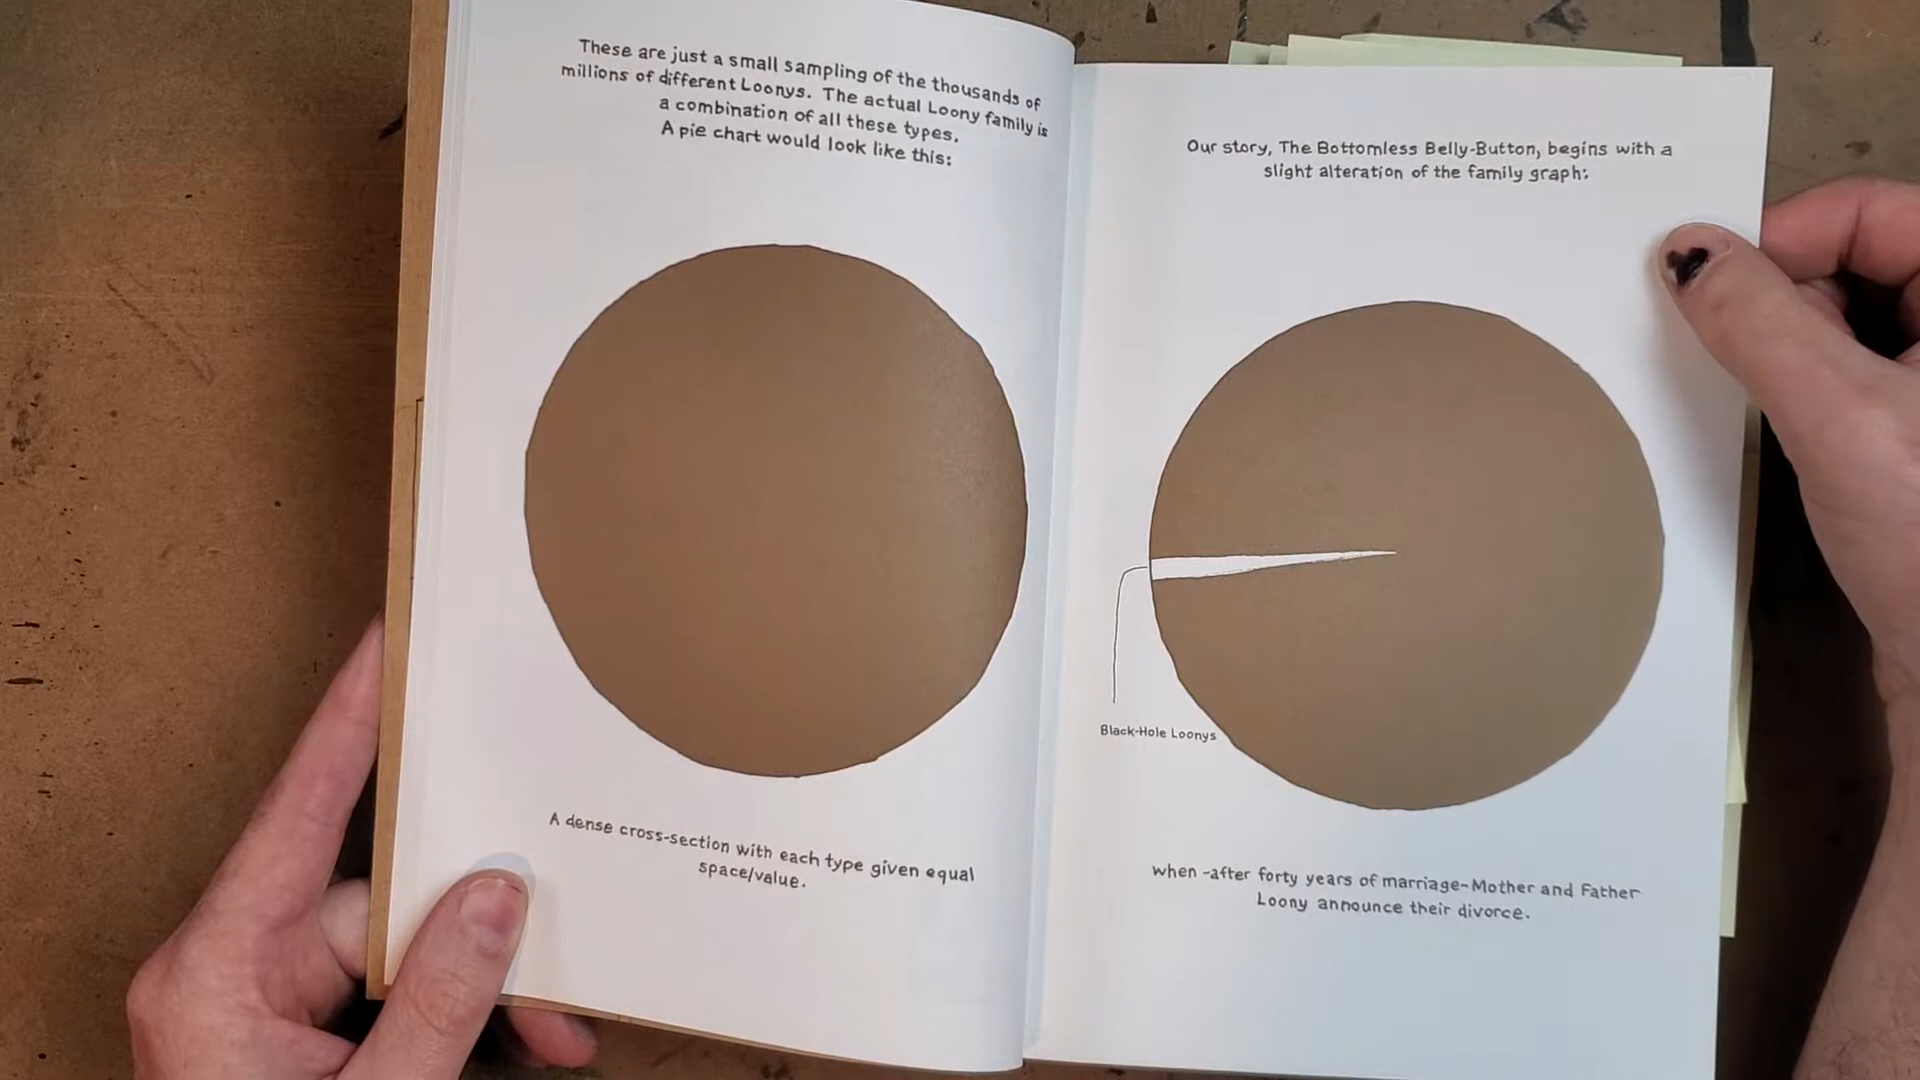 These are just a small sampling of the thousands of
millions of different Loonys. The actual Loony family is
a combination of all these types.
A pie chart would look like this:
A dense cross-section with each type given equal
space/value.
Our story, The Bottomless Belly-Button, begins with a
slight alteration of the family graph:
Black-Hole Loonys
when -after forty years of marriage- Mother and Father
Loony announce their divorce.